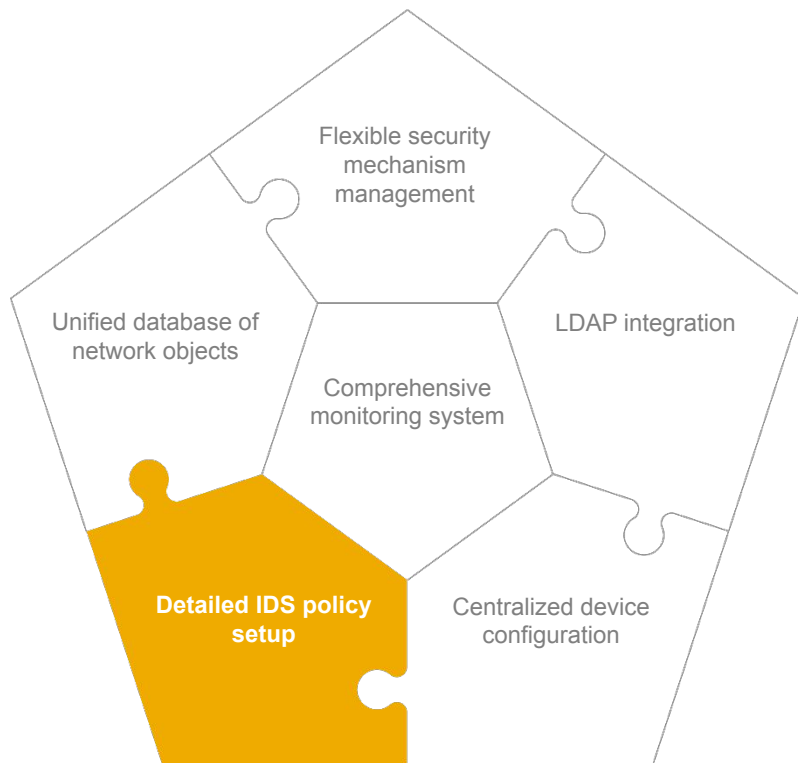 Flexible security
mechanism
management
Unified database of
network objects
LDAP integration
Comprehensive
monitoring system
Detailed IDS policy
setup
Centralized device
configuration